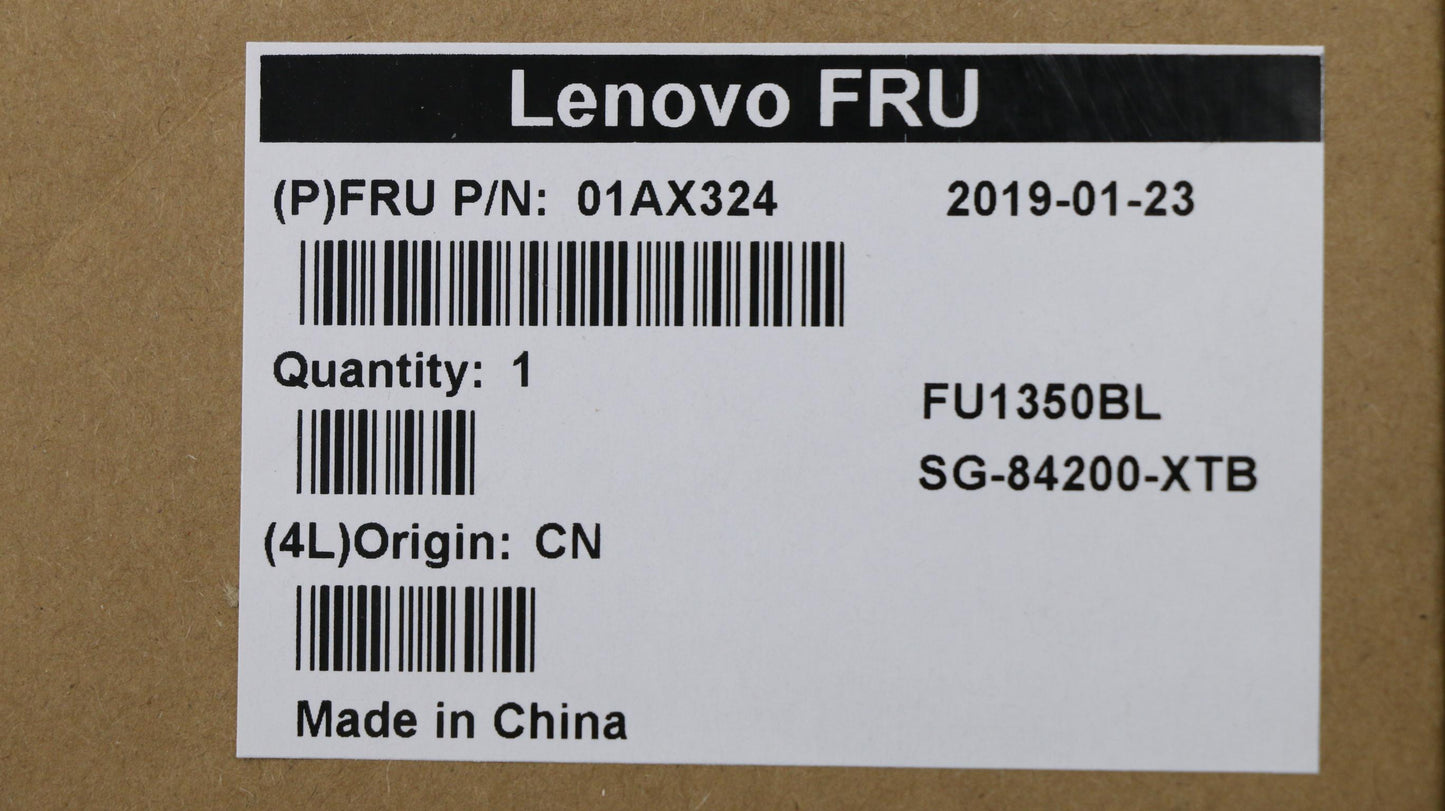 Lenovo FRU
(P)FRU P/N: 01AX324
2019-01-23
Quantity: 1
FU1350BL
SG-84200-XTB
(4L)Origin: CN
Made in China